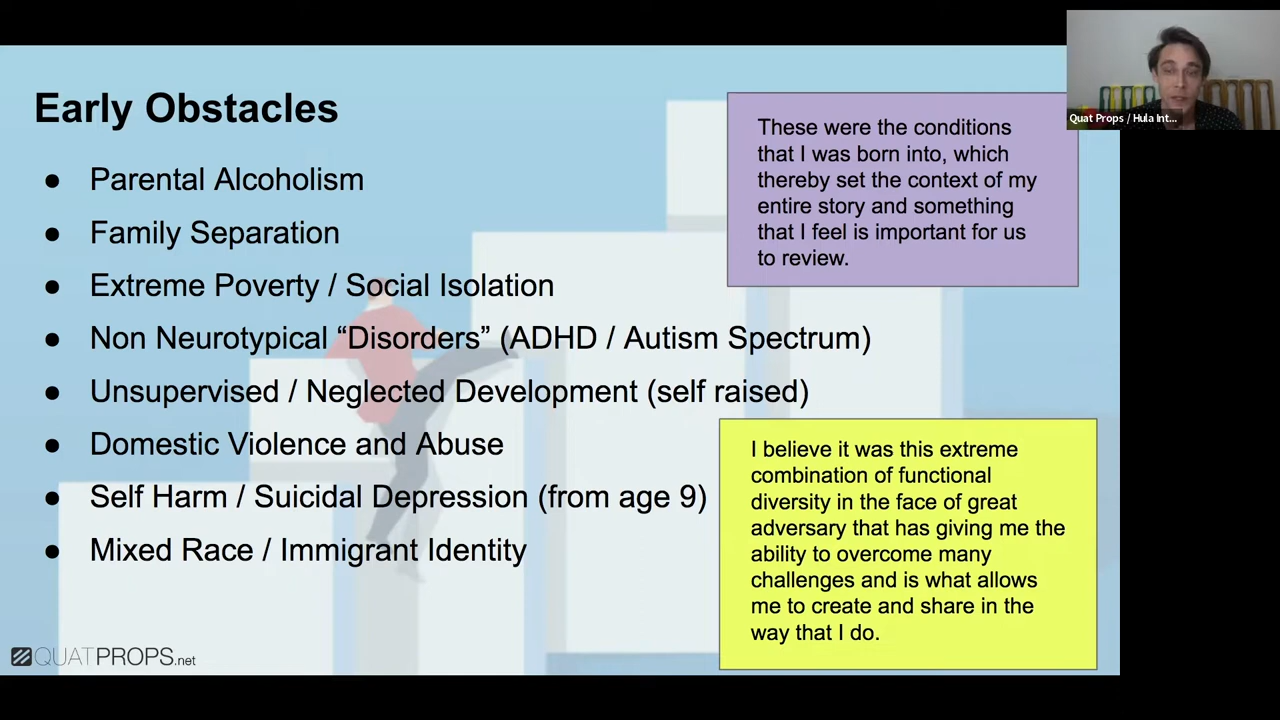 Early Obstacles
● Parental Alcoholism
● Family Separation
● Extreme Poverty / Social Isolation
● Non Neurotypical “Disorders” (ADHD / Autism Spectrum)
● Unsupervised / Neglected Development (self raised)
● Domestic Violence and Abuse
● Self Harm / Suicidal Depression (from age 9)
● Mixed Race / Immigrant Identity
These were the conditions
that I was born into, which
thereby set the context of my
entire story and something
that I feel is important for us
to review.
I believe it was this extreme
combination of functional
diversity in the face of great
adversary that has giving me the
ability to overcome many
challenges and is what allows
me to create and share in the
way that I do.
Quat Props / Hula Int...
QUATPROPS.net